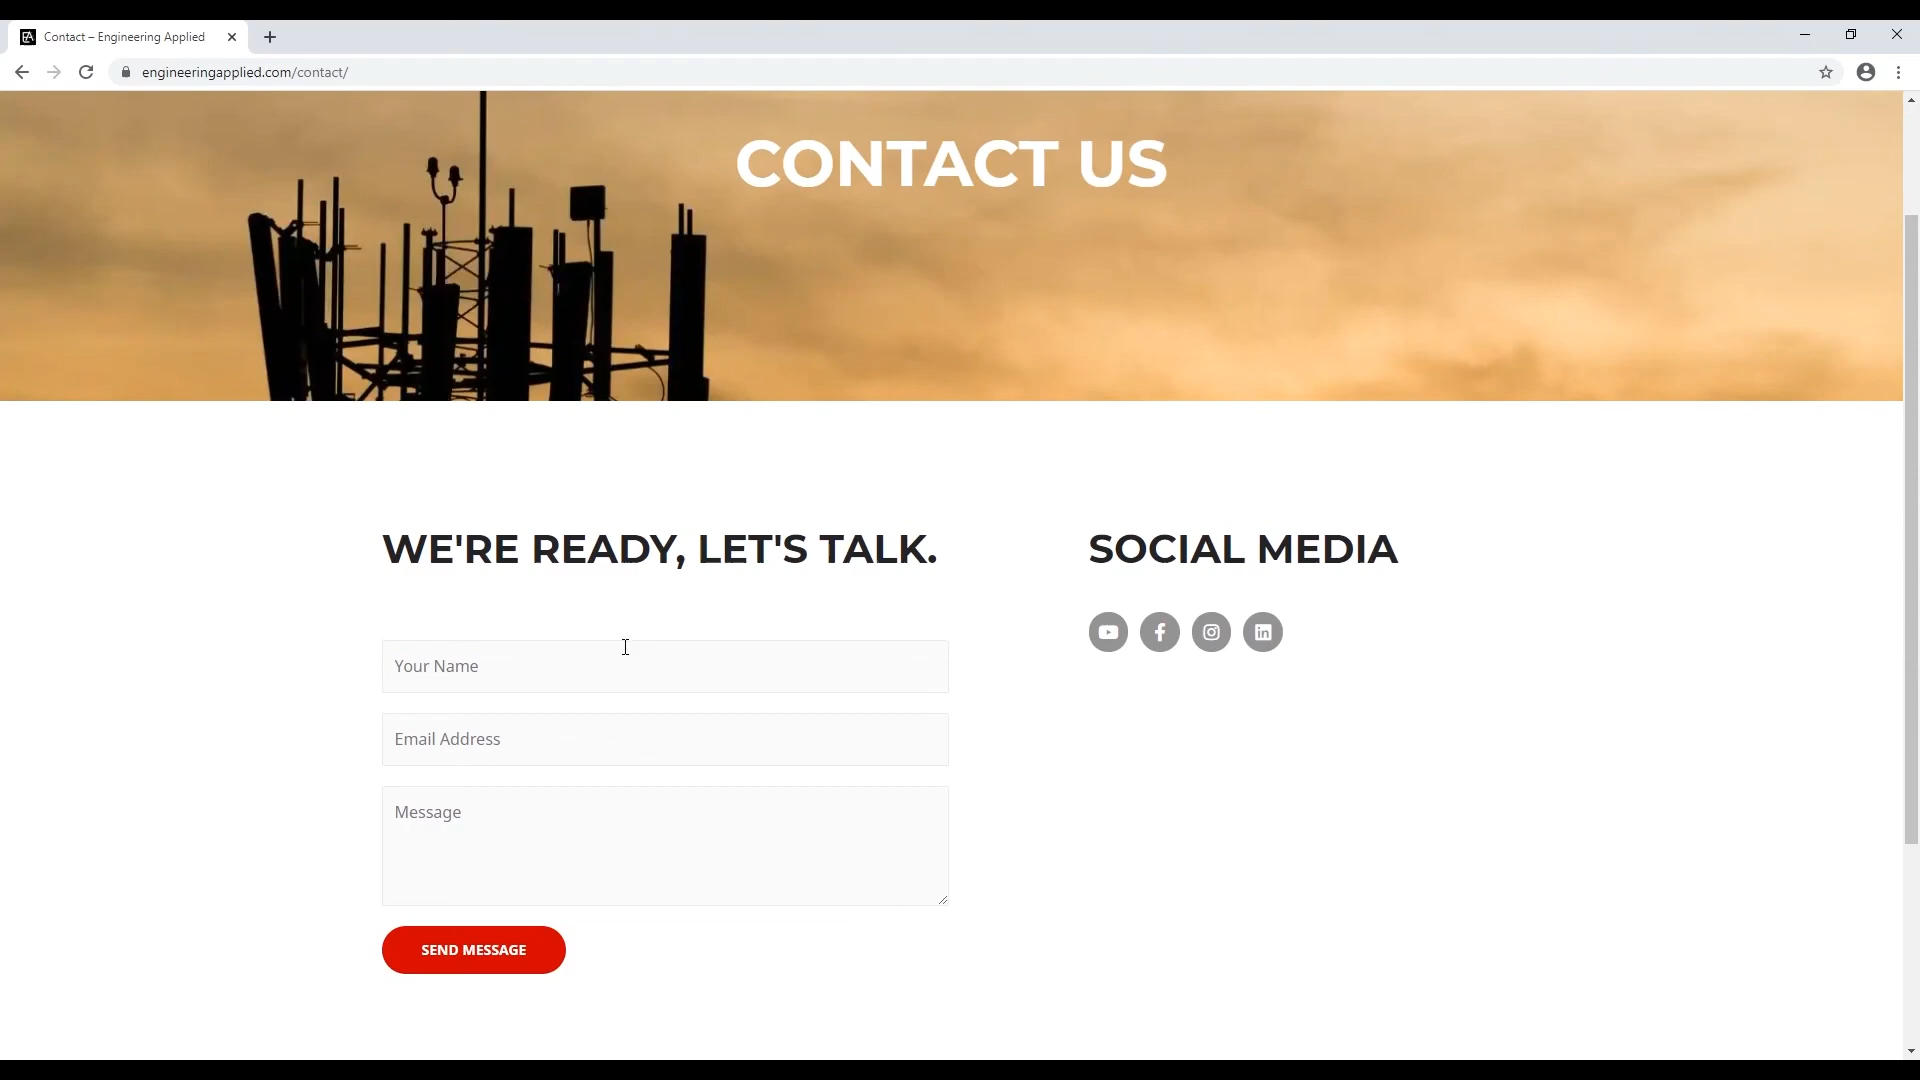 Contact – Engineering Applied
engineeringapplied.com/contact/
CONTACT US
WE'RE READY, LET'S TALK.
SOCIAL MEDIA
Your Name
Email Address
Message
SEND MESSAGE